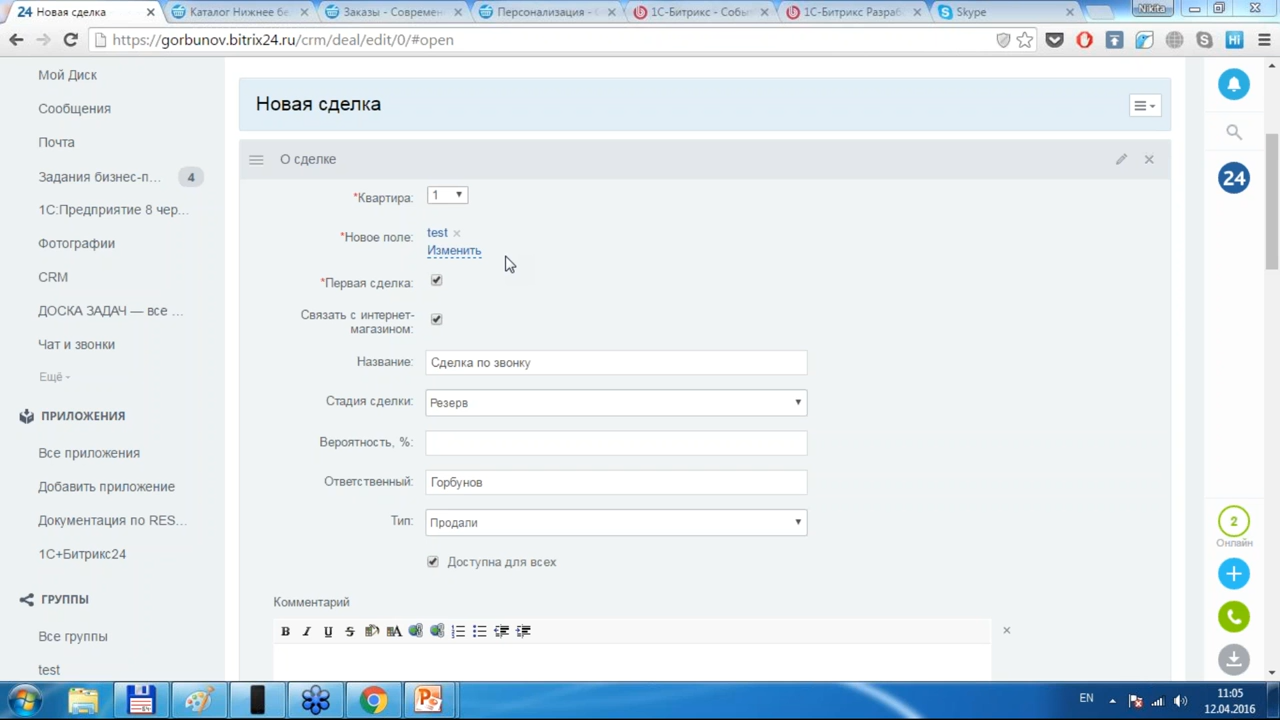 24 Новая сделка
Каталог Нижнее бе
Заказы - Современ
Персонализация -
1С-Битрикс - Собы
1С-Битрикс Разраб
Skype
Nikita
https://gorbunov.bitrix24.ru/crm/deal/edit/0/#open
Мой Диск
Сообщения
Почта
Задания бизнес-п... 4
1С:Предприятие 8 чер...
Фотографии
CRM
ДОСКА ЗАДАЧ — все ...
Чат и звонки
Ещё
ПРИЛОЖЕНИЯ
Все приложения
Добавить приложение
Документация по RES...
1С+Битрикс24
ГРУППЫ
Все группы
test
Новая сделка
О сделке
*Квартира: 1
*Новое поле: test
Изменить
*Первая сделка:
Связать с интернет-
магазином:
Название: Сделка по звонку
Стадия сделки: Резерв
Вероятность, %:
Ответственный: Горбунов
Тип: Продали
Доступна для всех
Комментарий
B I U S
Hi
24
2
Онлайн
EN
11:05
12.04.2016